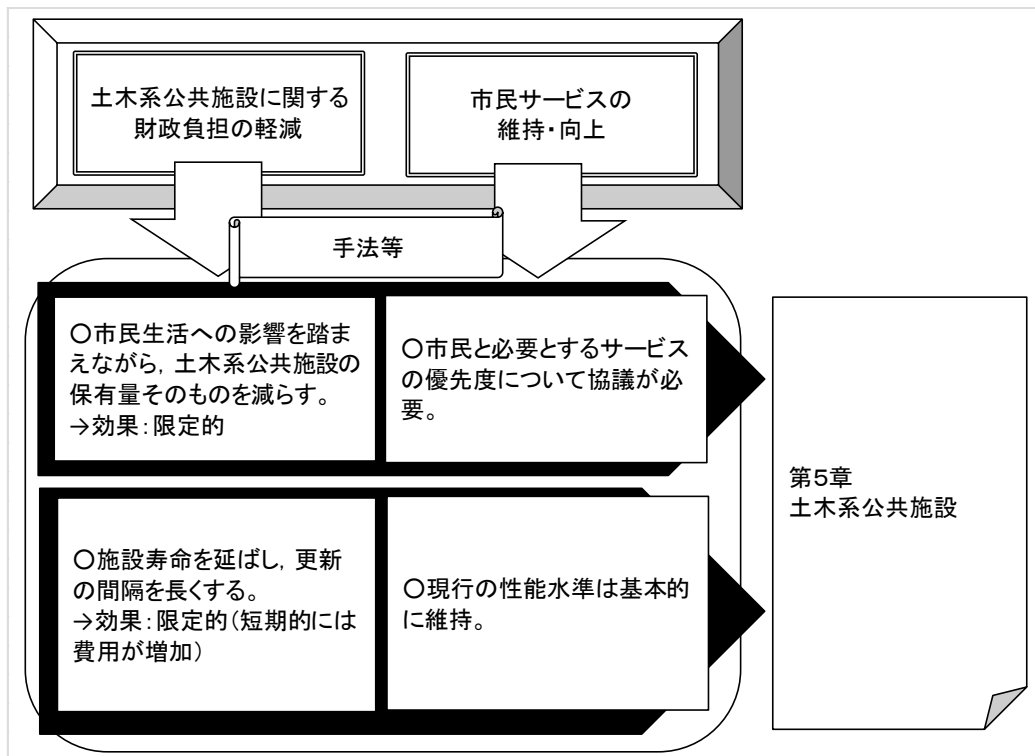 土木系公共施設に関する
財政負担の軽減
市民サービスの
維持・向上
手法等
○市民生活への影響を踏ま
えながら，土木系公共施設の
保有量そのものを減らす。
→効果：限定的
○市民と必要とするサービス
の優先度について協議が必
要。
○施設寿命を延ばし，更新
の間隔を長くする。
→効果：限定的（短期的には
費用が増加）
○現行の性能水準は基本的
に維持。
第５章
土木系公共施設